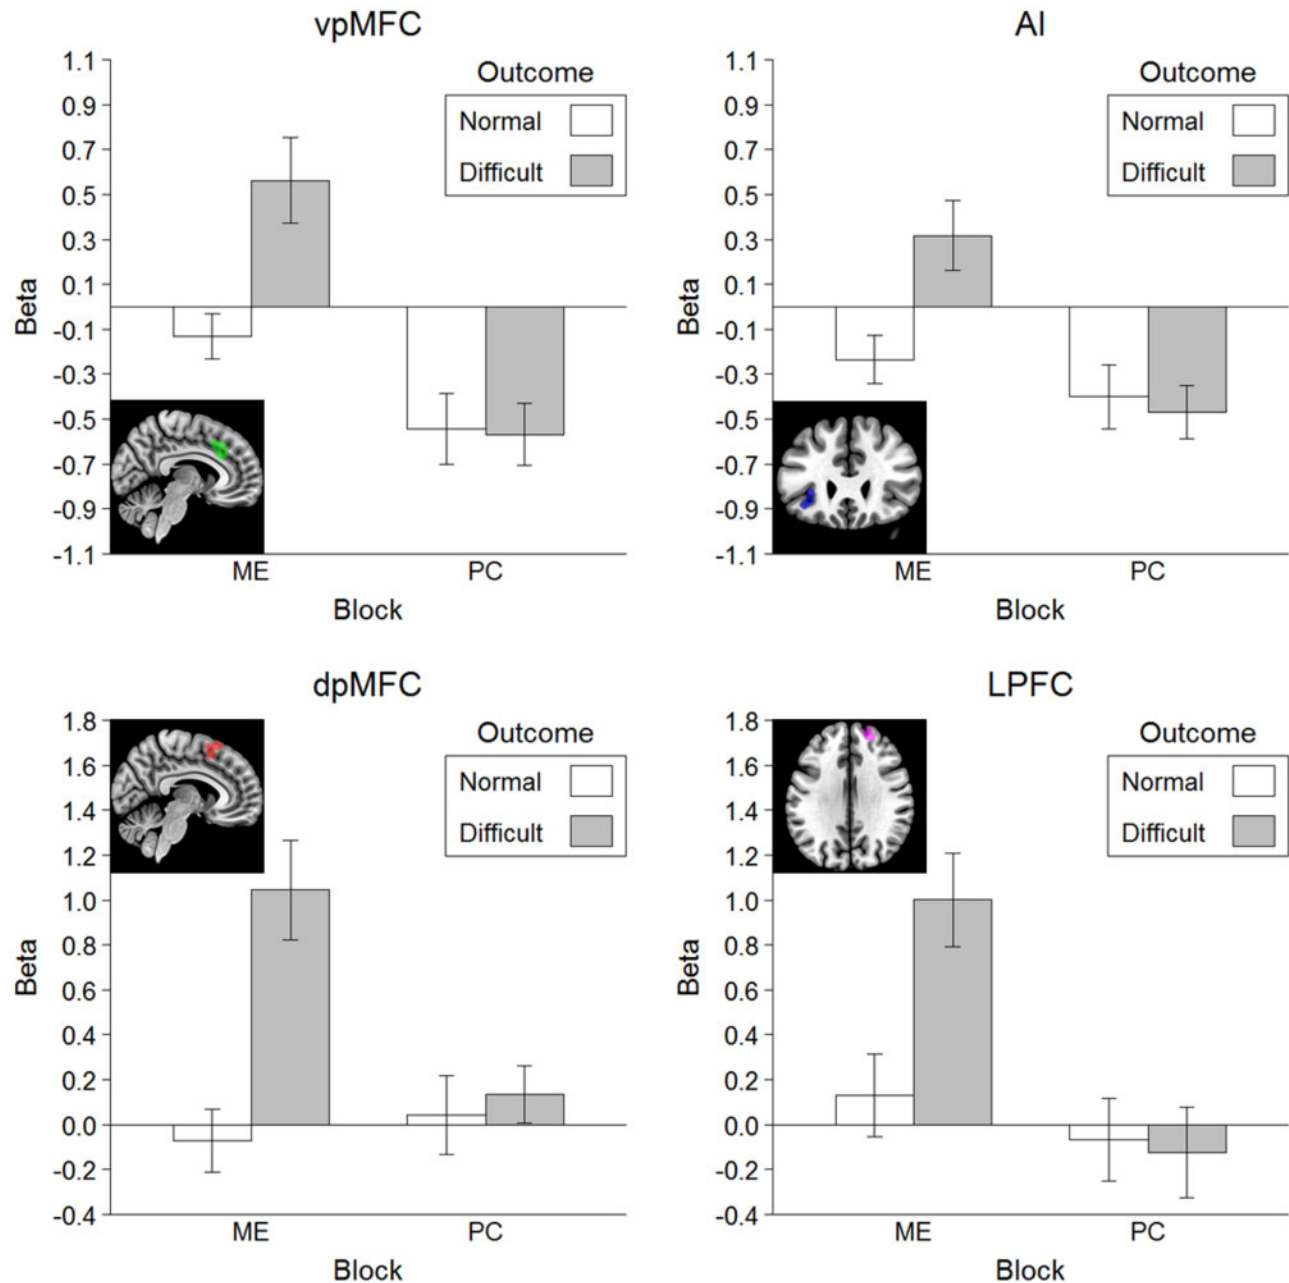 vpMFC
1.1
0.9
0.7
0.5
0.3
0.1
-0.1
-0.3
-0.5
-0.7
-0.9
-1.1
Beta
Outcome
Normal
Difficult
ME PC
Block
AI
1.1
0.9
0.7
0.5
0.3
0.1
-0.1
-0.3
-0.5
-0.7
-0.9
-1.1
Beta
Outcome
Normal
Difficult
ME PC
Block
dpMFC
1.8
1.6
1.4
1.2
1.0
0.8
0.6
0.4
0.2
0.0
-0.2
-0.4
Beta
Outcome
Normal
Difficult
ME PC
Block
LPFC
1.8
1.6
1.4
1.2
1.0
0.8
0.6
0.4
0.2
0.0
-0.2
-0.4
Beta
Outcome
Normal
Difficult
ME PC
Block